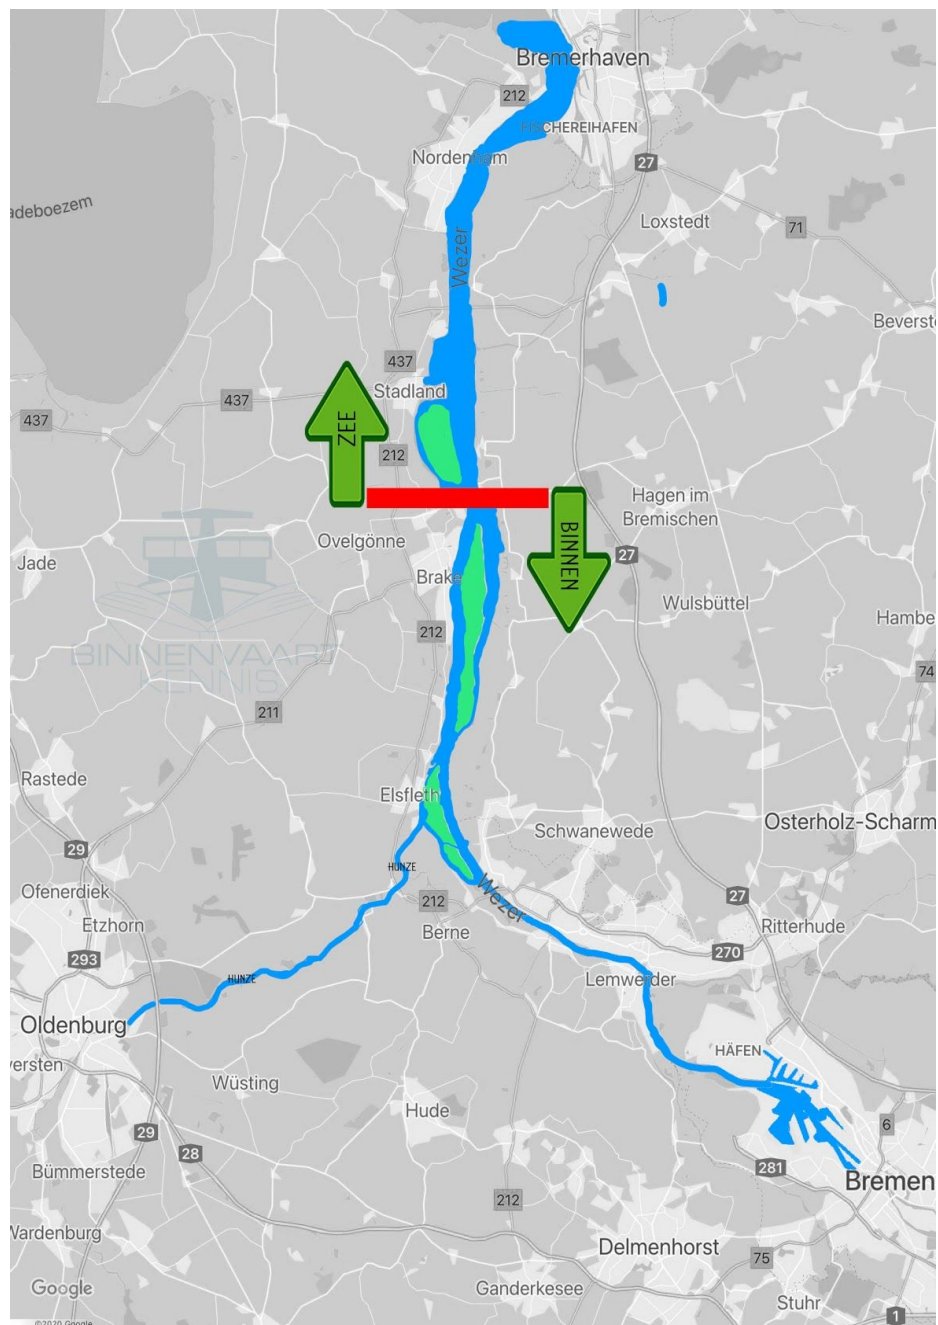 Bremerhaven
212
FISCHEREIHAFEN
Nordenham
27
adeboezem
Loxstedt
71
Wezer
Beverste
437
Stadland
437
437
ZEE
212
Hagen im
Bremischen
Ovelgönne
BINNEN
27
Jade
Brake
Wulsbüttel
Hambe
212
BINNENVAART
KENNIS
74
211
Rastede
Elsfleth
Osterholz-Scharm
Schwanewede
29
HUNZE
Ofenerdiek
Wezer
27
212
Etzhorn
Ritterhude
Berne
270
293
HUNZE
Lemwerder
Oldenburg
HÄFEN
versten
Wüsting
Hude
6
29
28
281
Bümmerstede
Bremen
212
Wardenburg
Delmenhorst
75
Google
Ganderkesee
Stuhr
1
©2020 Google